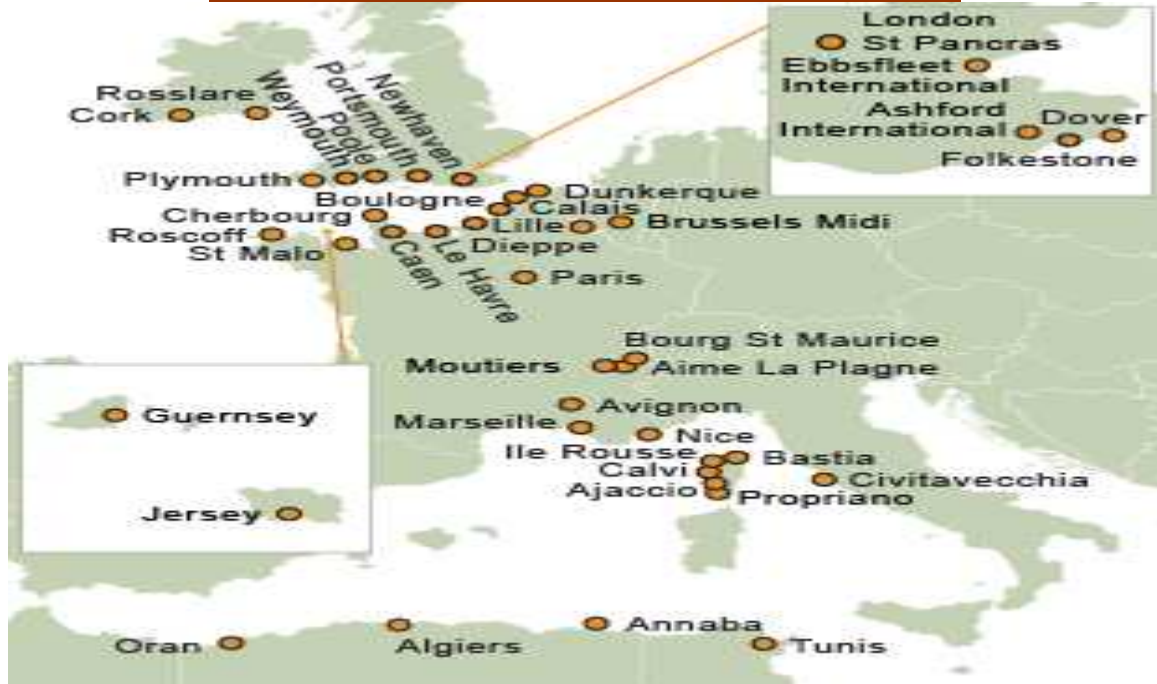 London
St Pancras
Ebbsfleet
International
Ashford
International
Dover
Folkestone
Rosslare
Cork
Weymouth
Poole
Portsmouth
Newhaven
Plymouth
Dunkerque
Boulogne
Calais
Cherbourg
Lille
Brussels Midi
Roscoff
Dieppe
St Malo
Caen
Le Havre
Paris
Bourg St Maurice
Moutiers
Aime La Plagne
Avignon
Guernsey
Marseille
Nice
Ile Rousse
Bastia
Calvi
Civitavecchia
Ajaccio
Propriano
Jersey
Annaba
Oran
Algiers
Tunis